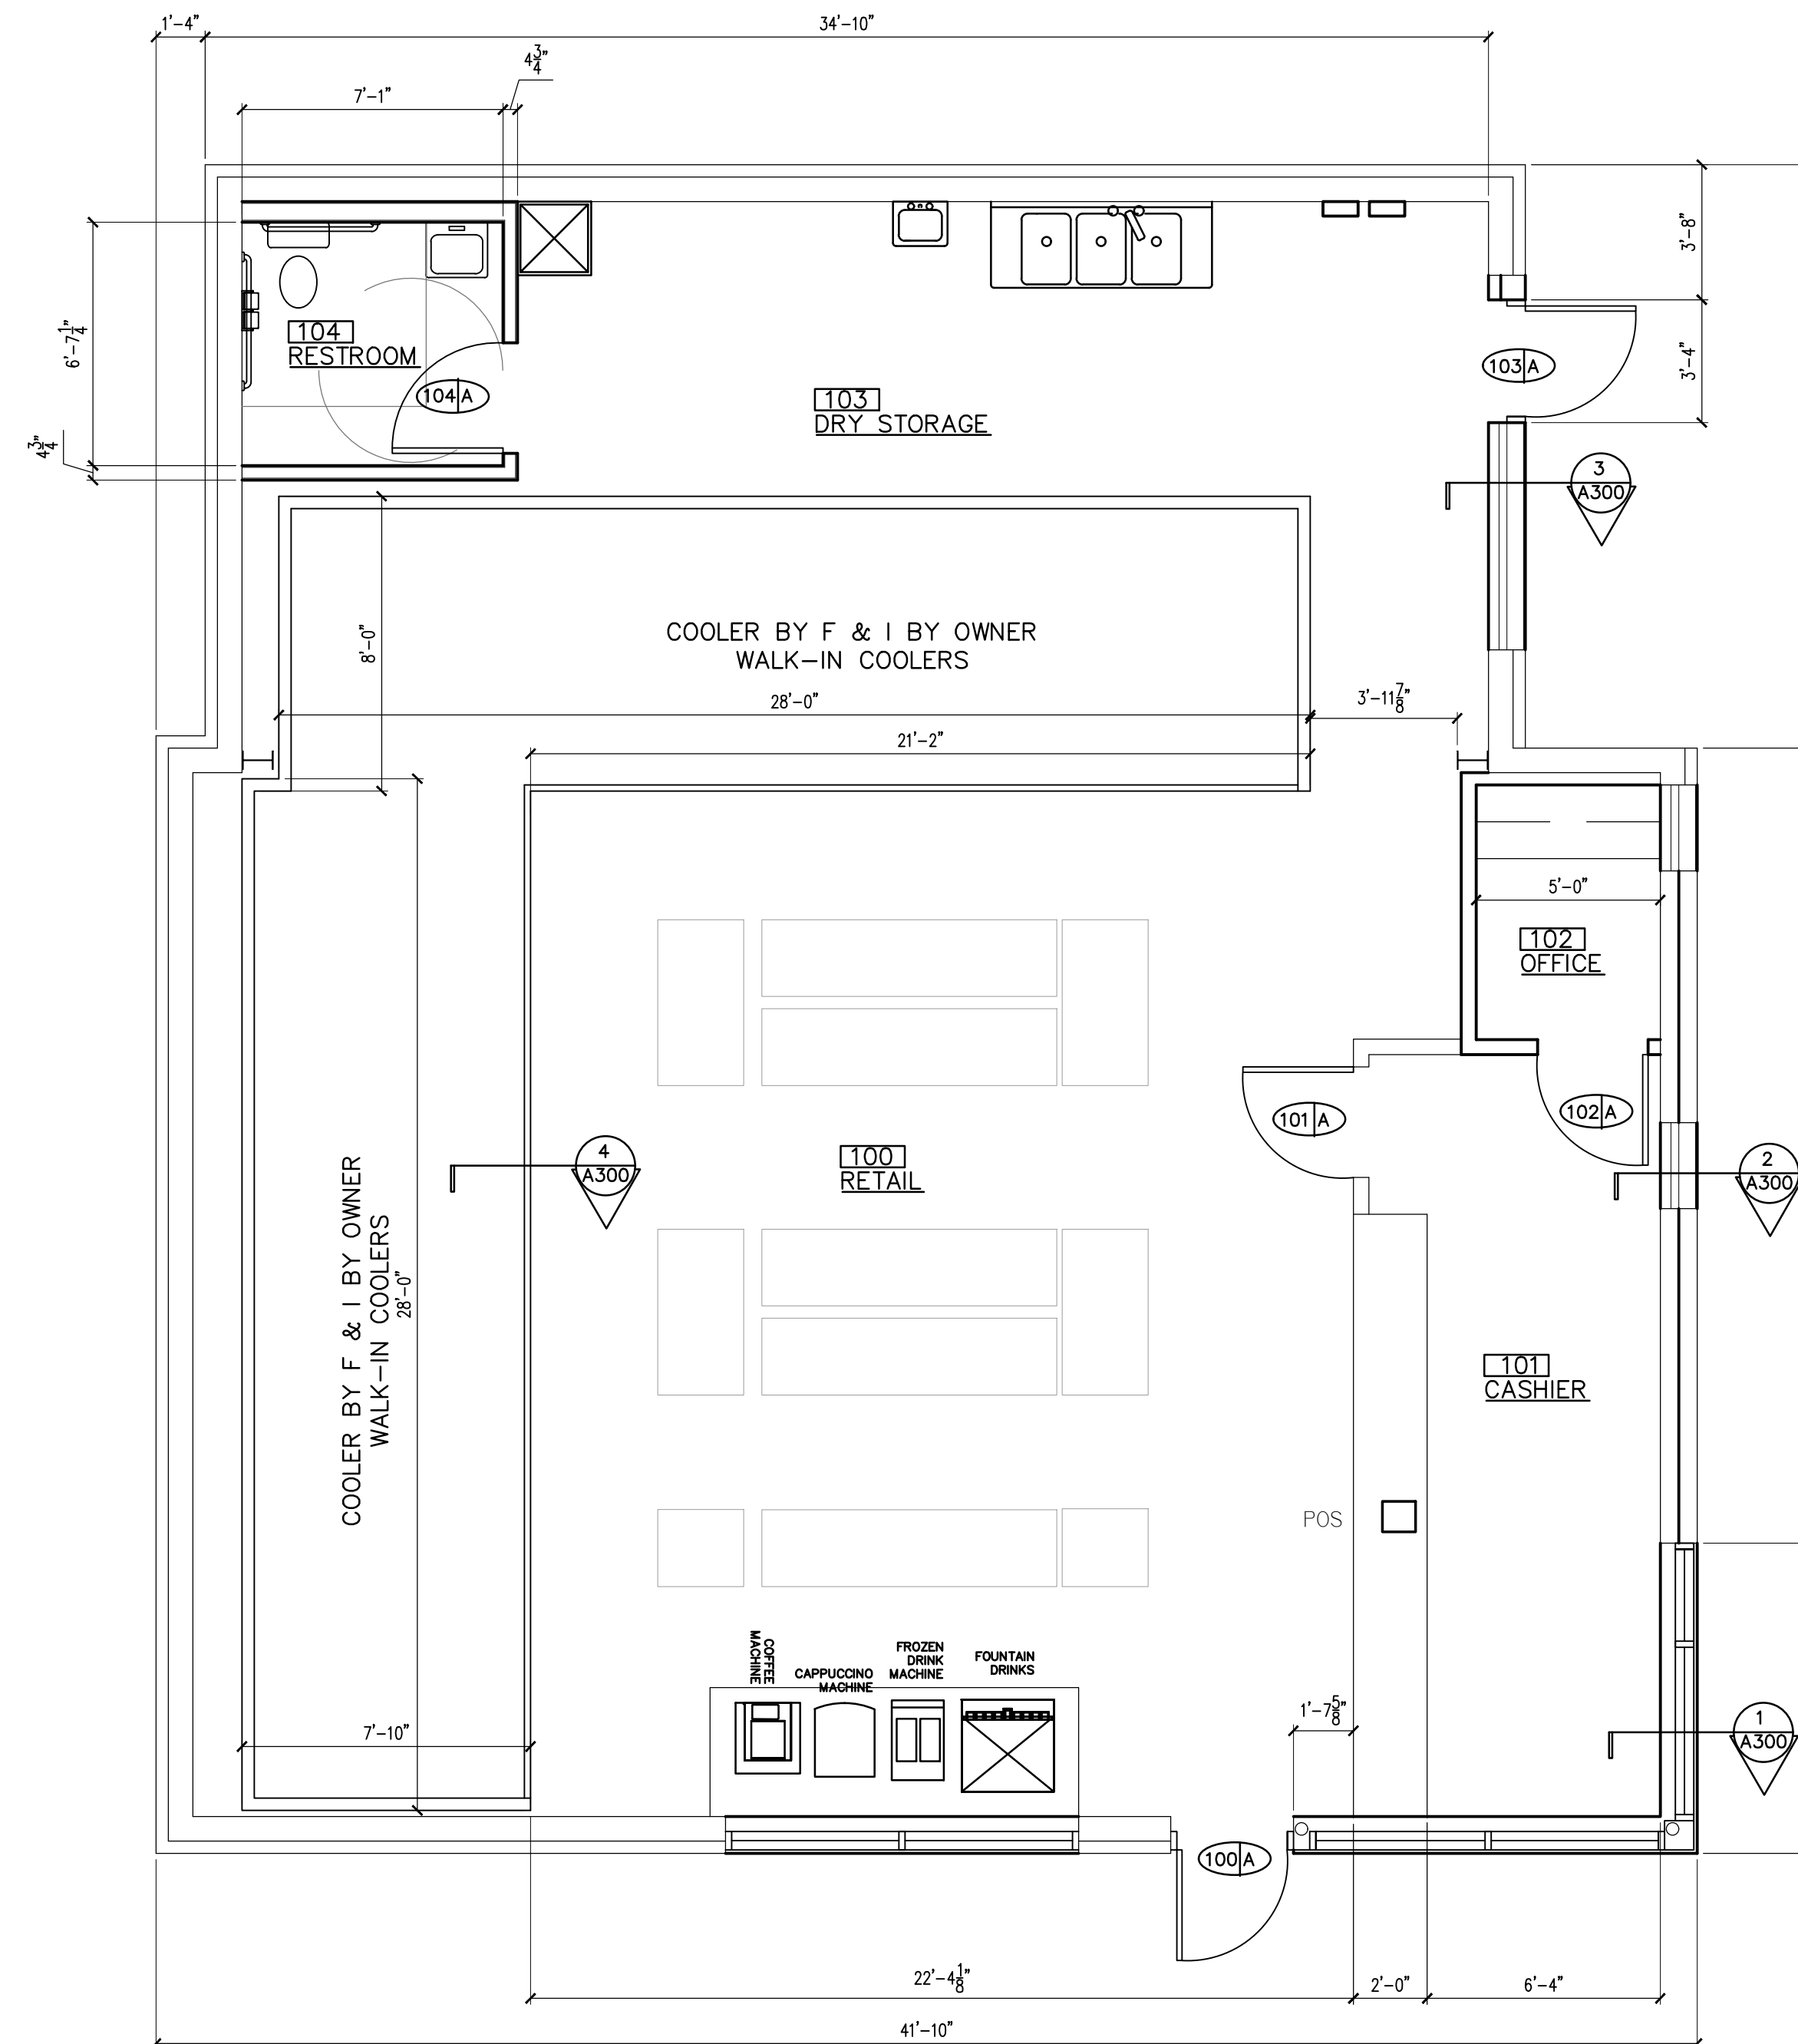 1'-4"
34'-10"
4 3/4"
7'-1"
3'-8"
6'-7 1/4"
104
RESTROOM
104 A
103 A
3'-4"
103
DRY STORAGE
4 3/4"
3
A300
COOLER BY F & I BY OWNER
WALK-IN COOLERS
8'-0"
28'-0"
3'-11 7/8"
21'-2"
5'-0"
102
OFFICE
101 A
102 A
4
A300
100
RETAIL
2
A300
COOLER BY F & I BY OWNER
WALK-IN COOLERS
28'-0"
101
CASHIER
POS
COFFEE
MACHINE
CAPPUCCINO
MACHINE
FROZEN
DRINK
MACHINE
FOUNTAIN
DRINKS
1'-7 5/8"
1
A300
7'-10"
100 A
22'-4 1/8"
2'-0"
6'-4"
41'-10"